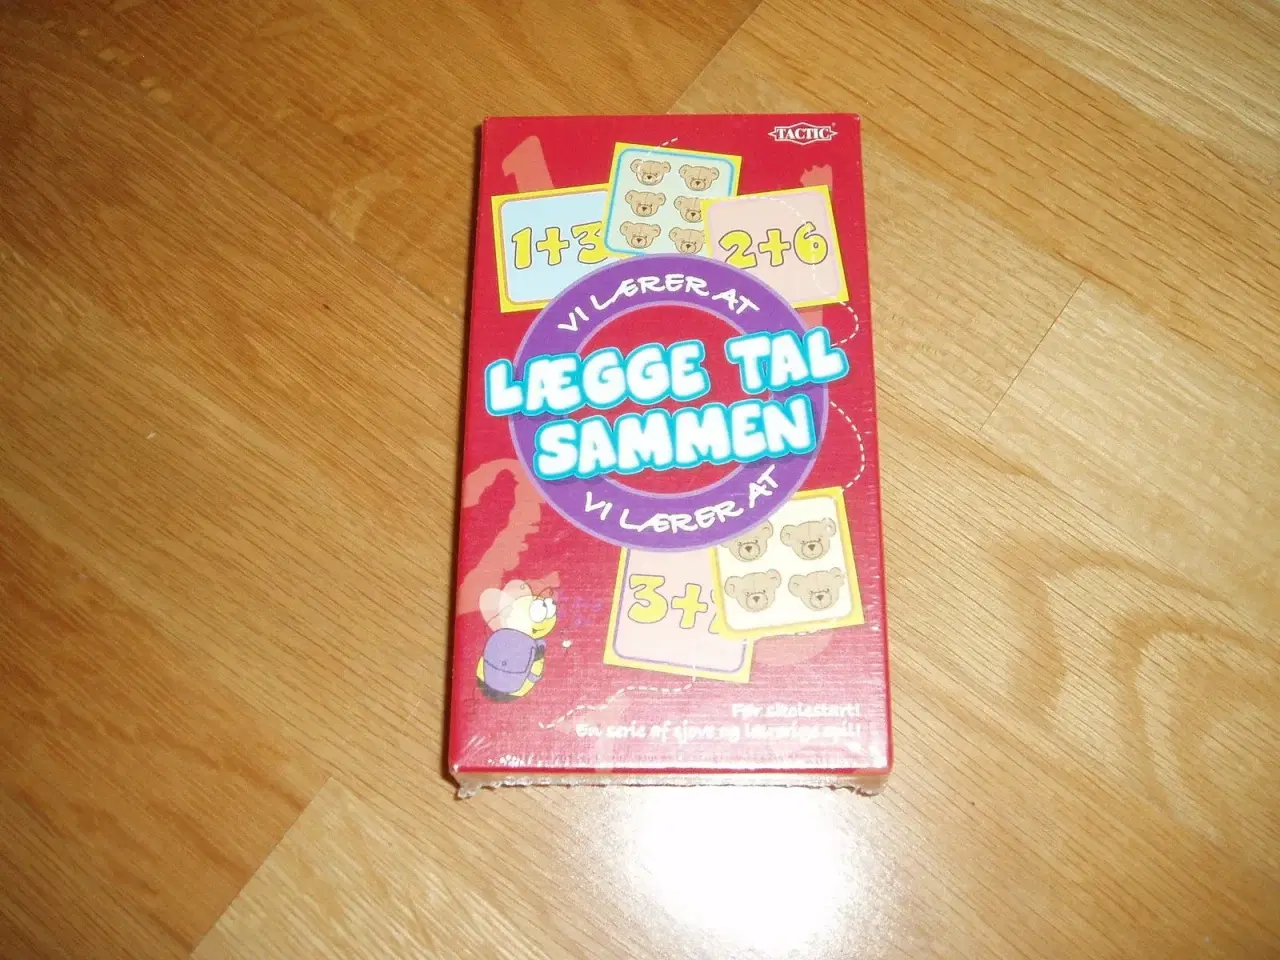 TACTIC
1+3
2+6
VI LÆRER AT
LÆGGE TAL
SAMMEN
VI LÆRER AT
3+
Før skolestart!
En serie af sjove og lærerige spil!